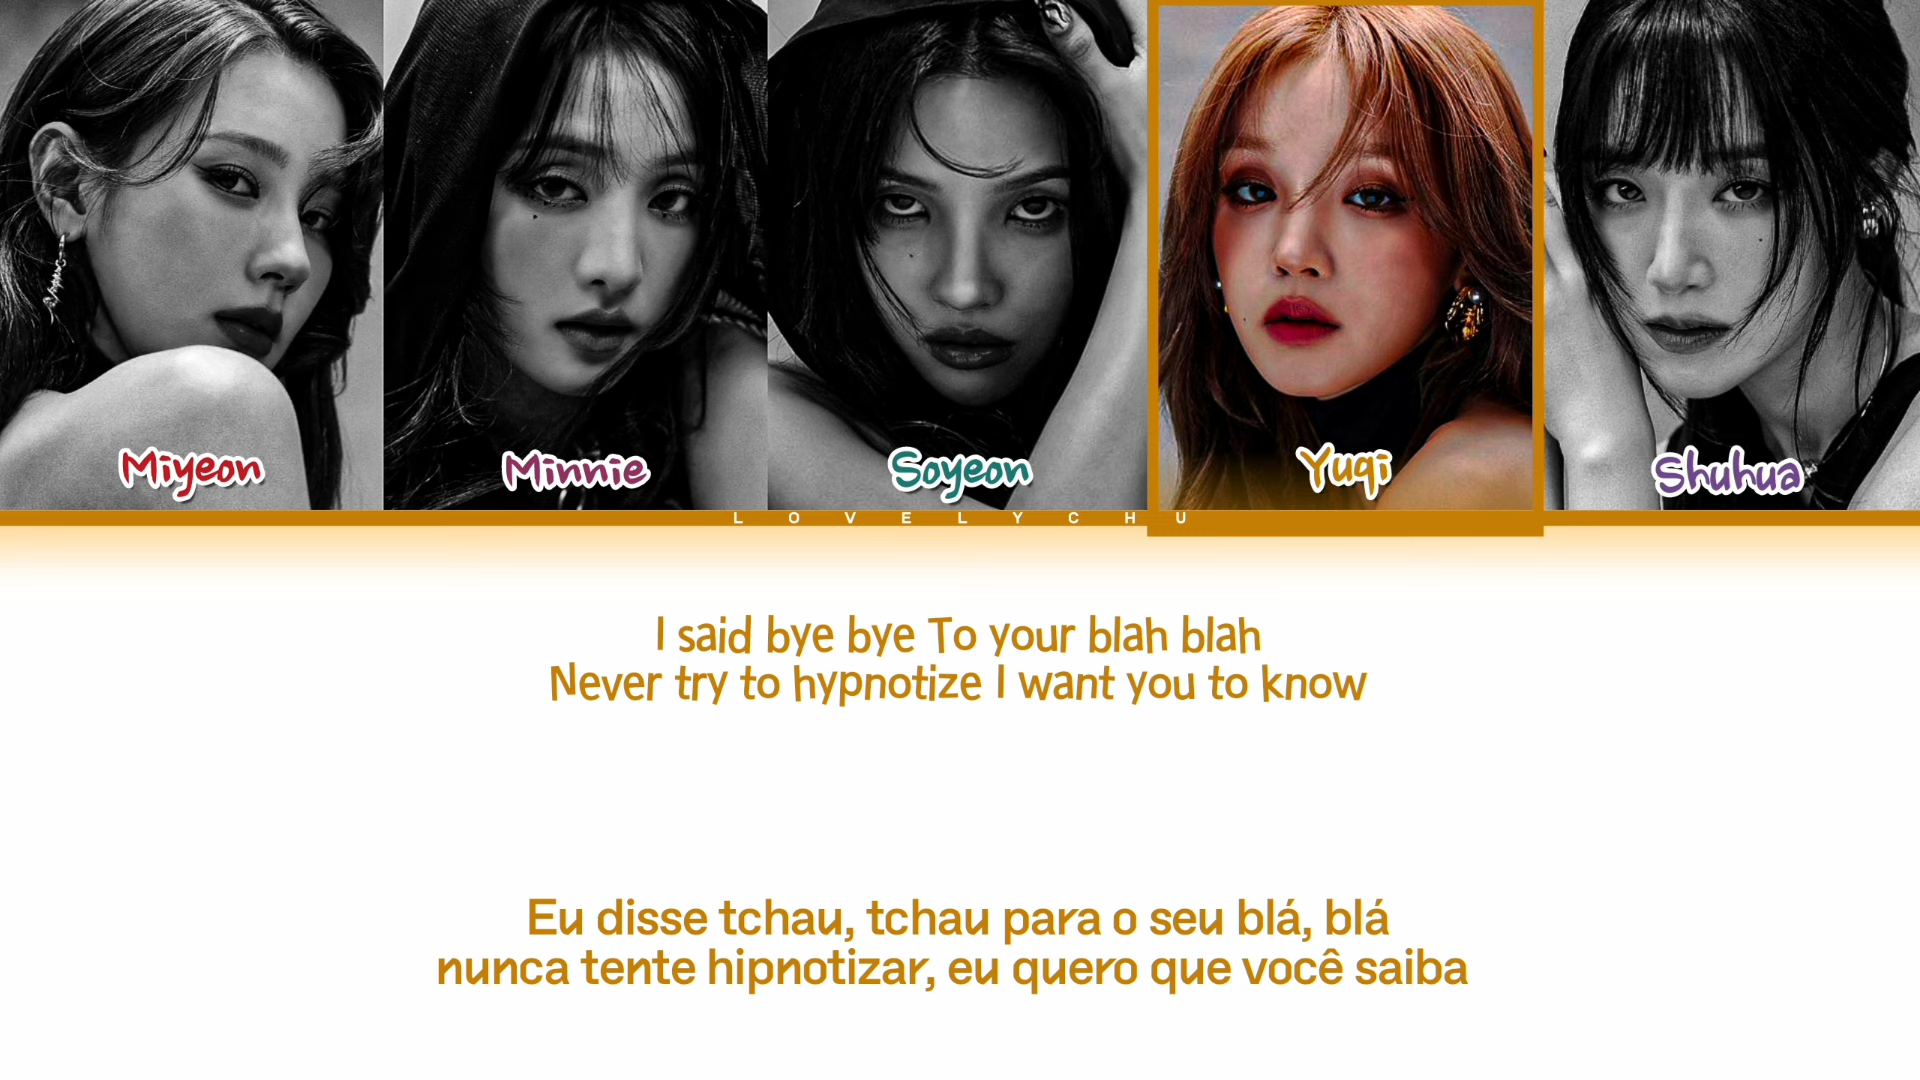 Miyeon
Minnie
Soyeon
Yuqi
Shuhua
LOVELYCHU
I said bye bye To your blah blah
Never try to hypnotize I want you to know
Eu disse tchau, tchau para o seu blá, blá
nunca tente hipnotizar, eu quero que você saiba